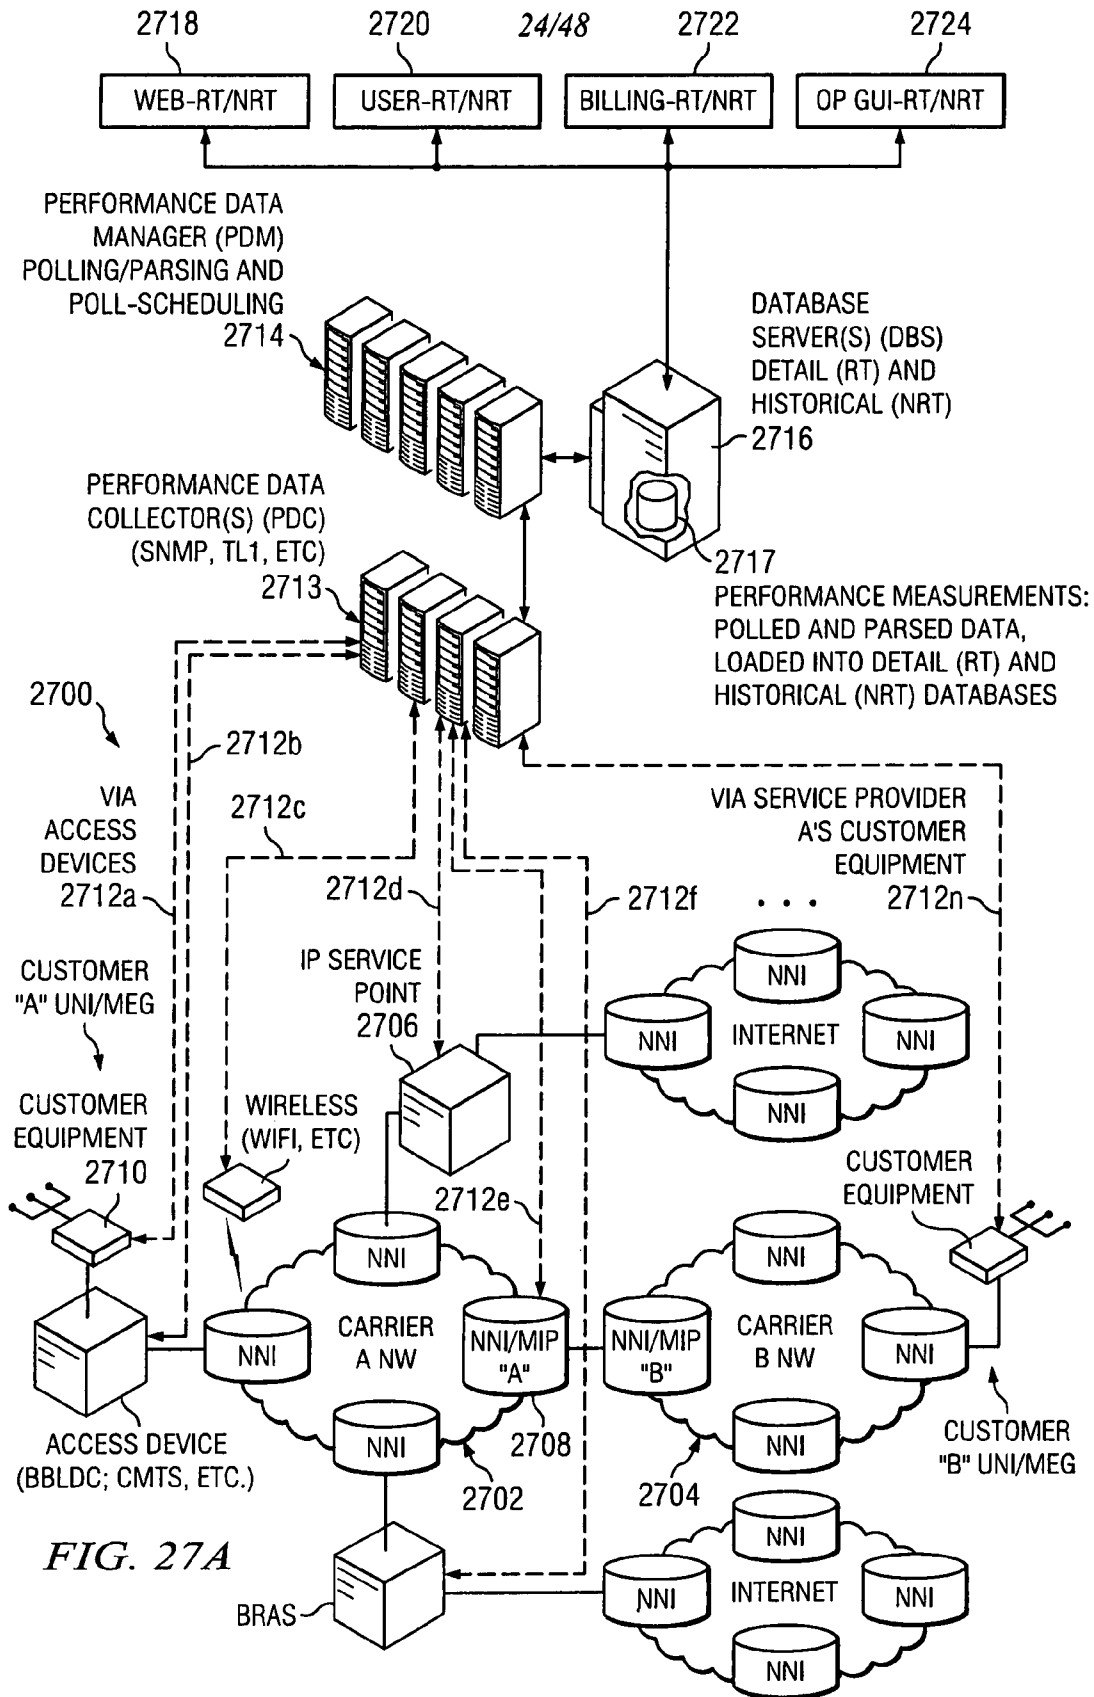 2718
2720
24/48
2722
2724
WEB-RT/NRT
USER-RT/NRT
BILLING-RT/NRT
OP GUI-RT/NRT
PERFORMANCE DATA
MANAGER (PDM)
POLLING/PARSING AND
POLL-SCHEDULING
2714
DATABASE
SERVER(S) (DBS)
DETAIL (RT) AND
HISTORICAL (NRT)
2716
PERFORMANCE DATA
COLLECTOR(S) (PDC)
(SNMP, TL1, ETC)
2713
2717
PERFORMANCE MEASUREMENTS:
POLLED AND PARSED DATA,
LOADED INTO DETAIL (RT) AND
HISTORICAL (NRT) DATABASES
2700
2712b
VIA
ACCESS
DEVICES
2712a
2712c
2712d
VIA SERVICE PROVIDER
A'S CUSTOMER
EQUIPMENT
2712n
2712f
. . .
CUSTOMER
"A" UNI/MEG
IP SERVICE
POINT
2706
NNI
NNI
INTERNET
NNI
NNI
CUSTOMER
EQUIPMENT
2710
WIRELESS
(WIFI, ETC)
2712e
CUSTOMER
EQUIPMENT
NNI
NNI
NNI
CARRIER
A NW
NNI/MIP
"A"
NNI/MIP
"B"
CARRIER
B NW
NNI
NNI
NNI
2708
2702
2704
ACCESS DEVICE
(BBLDC; CMTS, ETC.)
CUSTOMER
"B" UNI/MEG
FIG. 27A
BRAS
NNI
NNI
INTERNET
NNI
NNI